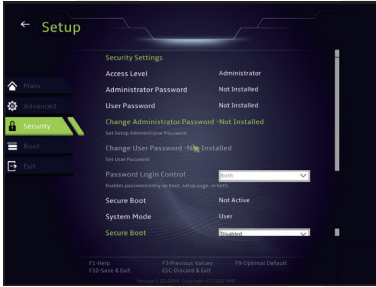 ← Setup
Security Settings
Access Level Administrator
Main
Administrator Password Not Installed
Advanced
User Password Not Installed
Security
Change Administrator Password -Not Installed
Set Setup Administrator Password
Boot
Change User Password -Not Installed
Set User Password
Exit
Password Login Control Both
Enables password entry on boot, setup page, or both.
Secure Boot Not Active
System Mode User
Secure Boot Disabled
F1-Help F3-Previous Values F9-Optimal Default
F10-Save & Exit ESC-Discard & Exit